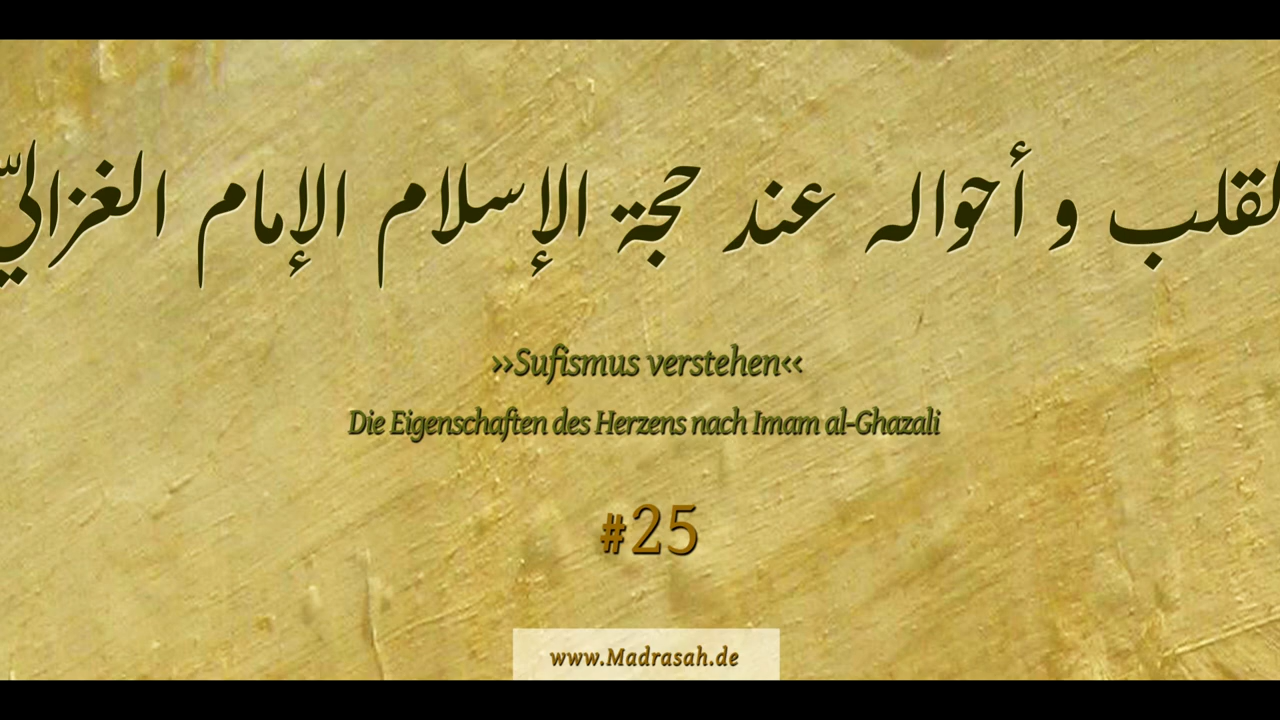 لقلب و أحواله عند حجة الإسلام الإمام الغزاليّ
››Sufismus verstehen‹‹
Die Eigenschaften des Herzens nach Imam al-Ghazali
#25
www.Madrasah.de